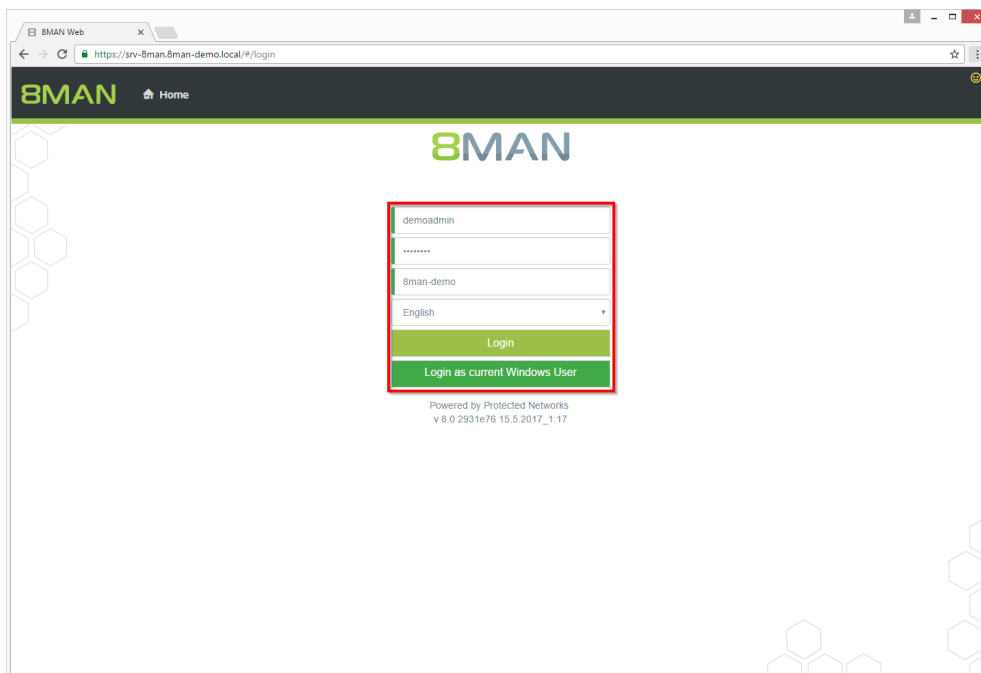 8MAN Web
https://srv-8man.8man-demo.local/#/login
8MAN Home
8MAN
demoadmin
••••••••
8man-demo
English
Login
Login as current Windows User
Powered by Protected Networks
v 8.0 2931e76 15.5.2017_1:17